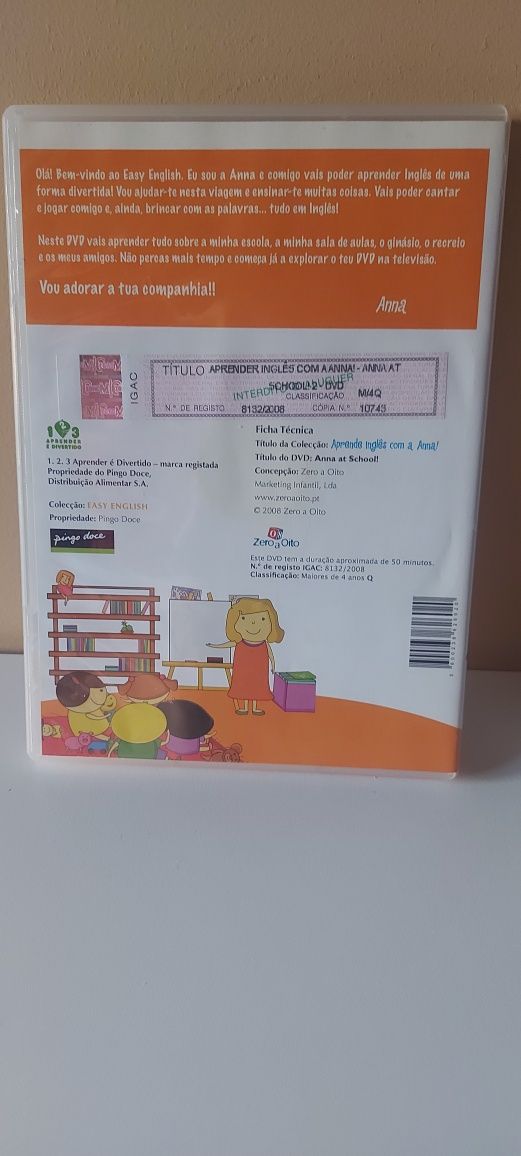 Olá! Bem-vindo ao Easy English. Eu sou a Anna e comigo vais poder aprender Inglês de uma
forma divertida! Vou ajudar-te nesta viagem e ensinar-te muitas coisas. Vais poder cantar
e jogar comigo e, ainda, brincar com as palavras... tudo em Inglês!
Neste DVD vais aprender tudo sobre a minha escola, a minha sala de aulas, o ginásio, o recreio
e os meus amigos. Não percas mais tempo e começa já a explorar o teu DVD na televisão.
Vou adorar a tua companhia!!
Anna
IGAC
TÍTULO APRENDER INGLÊS COM A ANNA! - ANNA AT
SCHOOL! 2 - DVD
INTERDITO ALUGUER
CLASSIFICAÇÃO M/4Q
N.º DE REGISTO 8132/2008 CÓPIA N.º 10743
1 2 3
APRENDER
É DIVERTIDO
1. 2. 3 Aprender é Divertido – marca registada
Propriedade do Pingo Doce,
Distribuição Alimentar S.A.
Colecção: EASY ENGLISH
Propriedade: Pingo Doce
pingo doce
Ficha Técnica
Título da Colecção: Aprende Inglês com a Anna!
Título do DVD: Anna at School!
Concepção: Zero a Oito
Marketing Infantil, Lda
www.zeroaoito.pt
© 2008 Zero a Oito
Zero a Oito
Este DVD tem a duração aproximada de 50 minutos.
N.º de registo IGAC: 8132/2008
Classificação: Maiores de 4 anos Q